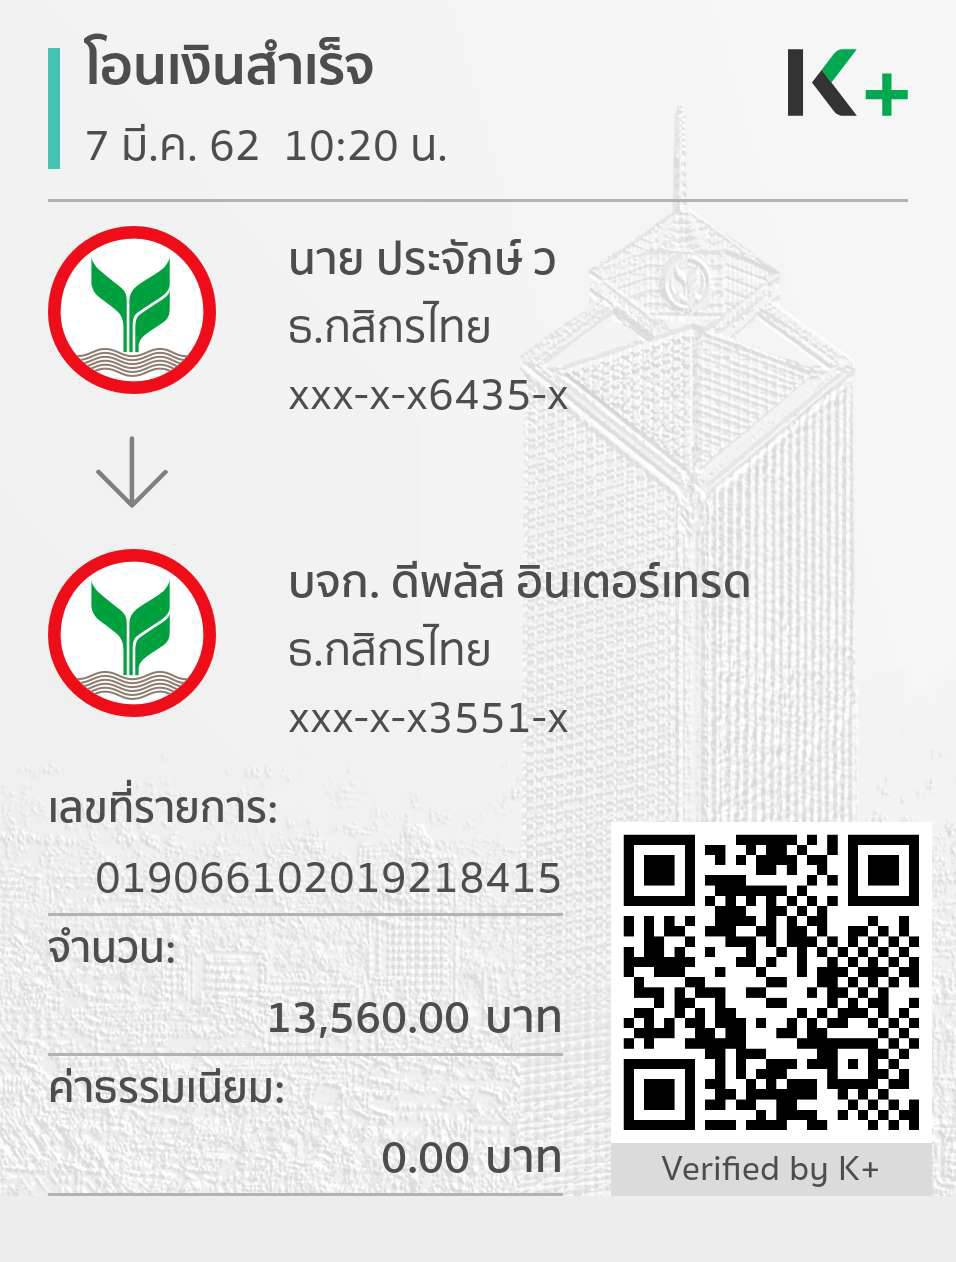 โอนเงินสำเร็จ
7 มี.ค. 62 10:20 น.
K+
นาย ประจักษ์ ว
ธ.กสิกรไทย
xxx-x-x6435-x
บจก. ดีพลัส อินเตอร์เทรด
ธ.กสิกรไทย
xxx-x-x3551-x
เลขที่รายการ:
019066102019218415
จำนวน:
13,560.00 บาท
ค่าธรรมเนียม:
0.00 บาท
Verified by K+